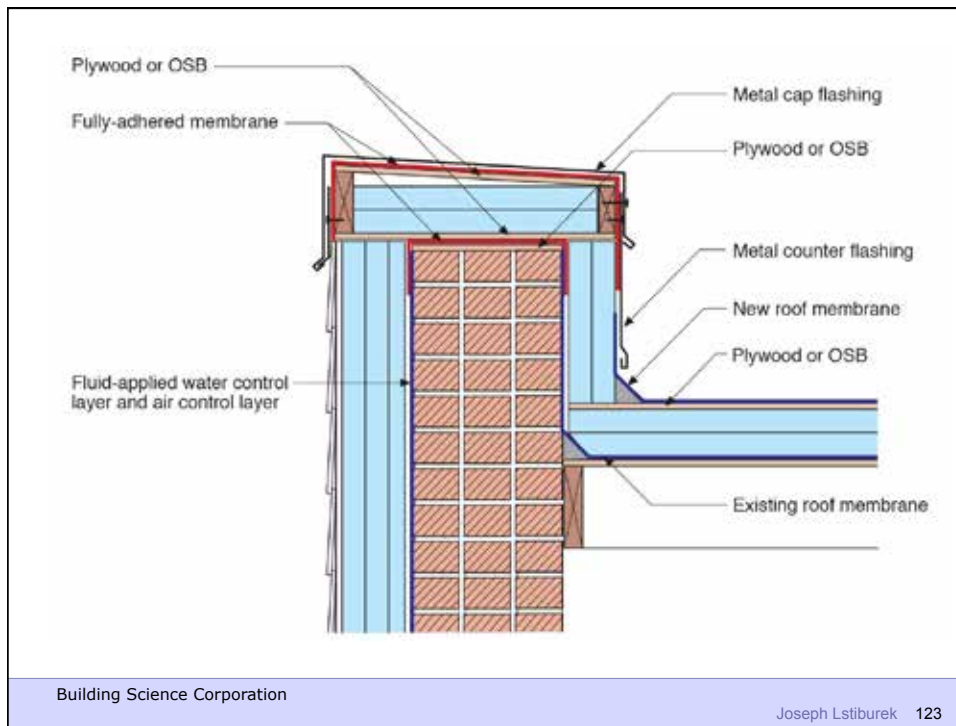 Plywood or OSB
Fully-adhered membrane
Metal cap flashing
Plywood or OSB
Metal counter flashing
New roof membrane
Plywood or OSB
Fluid-applied water control
layer and air control layer
Existing roof membrane
Building Science Corporation
Joseph Lstiburek 123